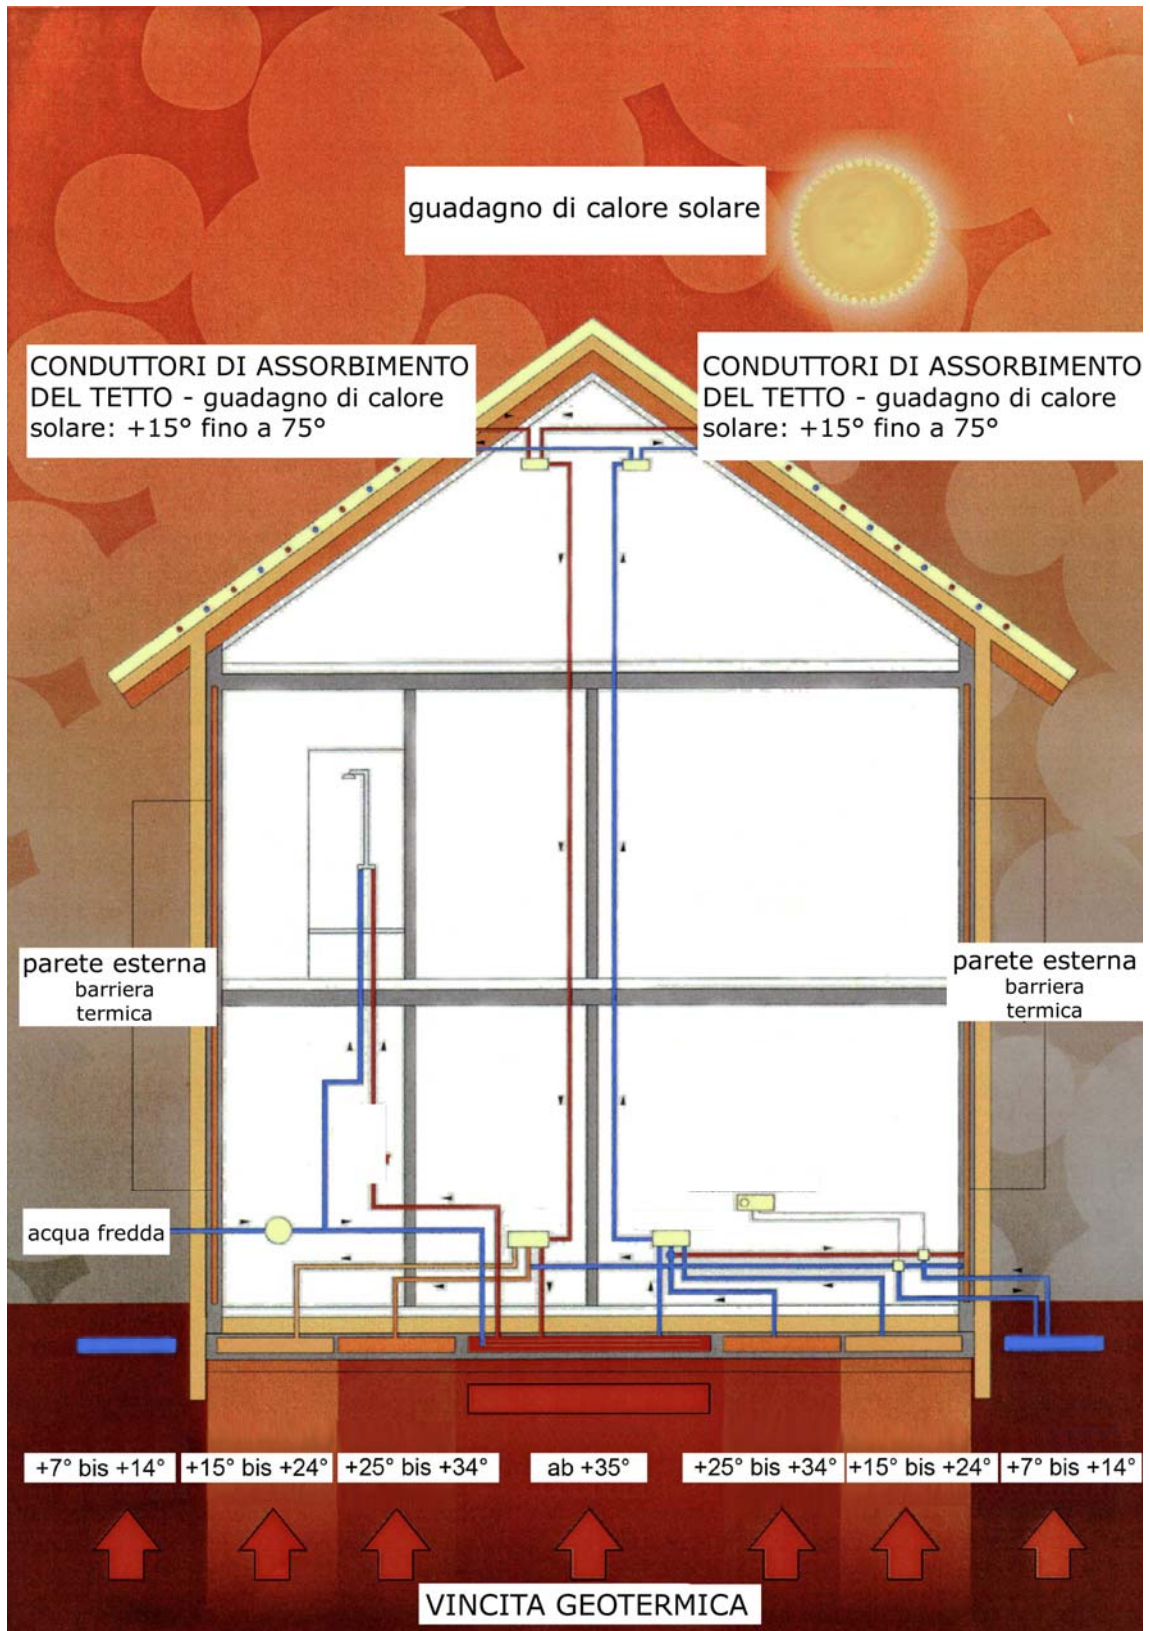 guadagno di calore solare
CONDUTTORI DI ASSORBIMENTO
DEL TETTO - guadagno di calore
solare: +15° fino a 75°
CONDUTTORI DI ASSORBIMENTO
DEL TETTO - guadagno di calore
solare: +15° fino a 75°
parete esterna
barriera
termica
parete esterna
barriera
termica
acqua fredda
+7° bis +14°
+15° bis +24°
+25° bis +34°
ab +35°
+25° bis +34°
+15° bis +24°
+7° bis +14°
VINCITA GEOTERMICA